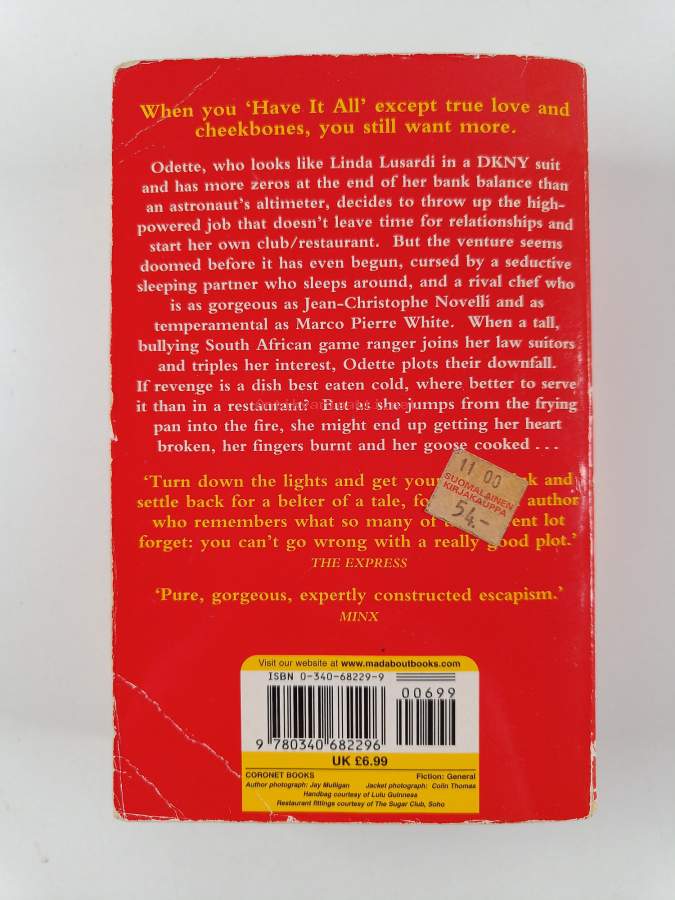 When you ‘Have It All’ except true love and
cheekbones, you still want more.
Odette, who looks like Linda Lusardi in a DKNY suit
and has more zeros at the end of her bank balance than
an astronaut’s altimeter, decides to throw up the high-
powered job that doesn’t leave time for relationships and
start her own club/restaurant. But the venture seems
doomed before it has even begun, cursed by a seductive
sleeping partner who sleeps around, and a rival chef who
is as gorgeous as Jean-Christophe Novelli and as
temperamental as Marco Pierre White. When a tall,
bullying South African game ranger joins her law suitors
and triples her interest, Odette plots their downfall.
If revenge is a dish best eaten cold, where better to serve
it than in a restaurant? But as she jumps from the frying
pan into the fire, she might end up getting her heart
broken, her fingers burnt and her goose cooked . . .
‘Turn down the lights and get your k and
settle back for a belter of a tale, fo author
who remembers what so many of ent lot
forget: you can’t go wrong with a really good plot.’
THE EXPRESS
11 00
SUOMALAINEN
KIRJAKAUPPA
54.-
‘Pure, gorgeous, expertly constructed escapism.’
MINX
Visit our website at www.madaboutbooks.com
ISBN 0-340-68229-9
00699
9 780340 682296
UK £6.99
CORONET BOOKS Fiction: General
Author photograph: Jay Mulligan Jacket photograph: Colin Thomas
Handbag courtesy of Lulu Guinness
Restaurant fittings courtesy of The Sugar Club, Soho